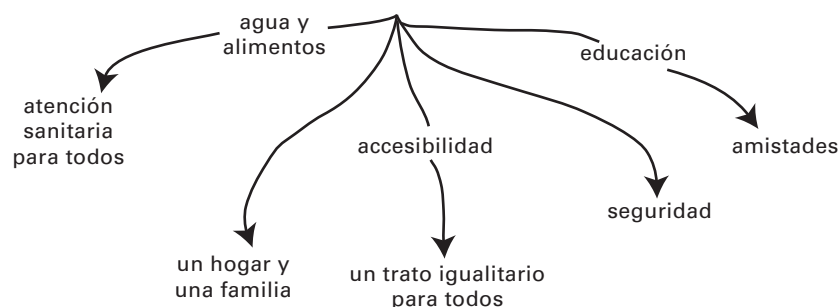 agua y
alimentos
educación
atención
sanitaria
para todos
accesibilidad
amistades
seguridad
un hogar y
una familia
un trato igualitario
para todos